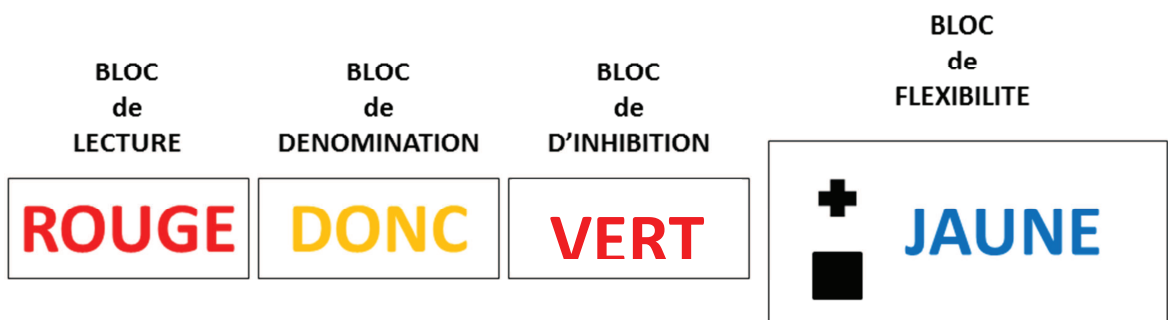 BLOC
de
LECTURE
ROUGE
BLOC
de
DENOMINATION
DONC
BLOC
de
D'INHIBITION
VERT
BLOC
de
FLEXIBILITE
JAUNE